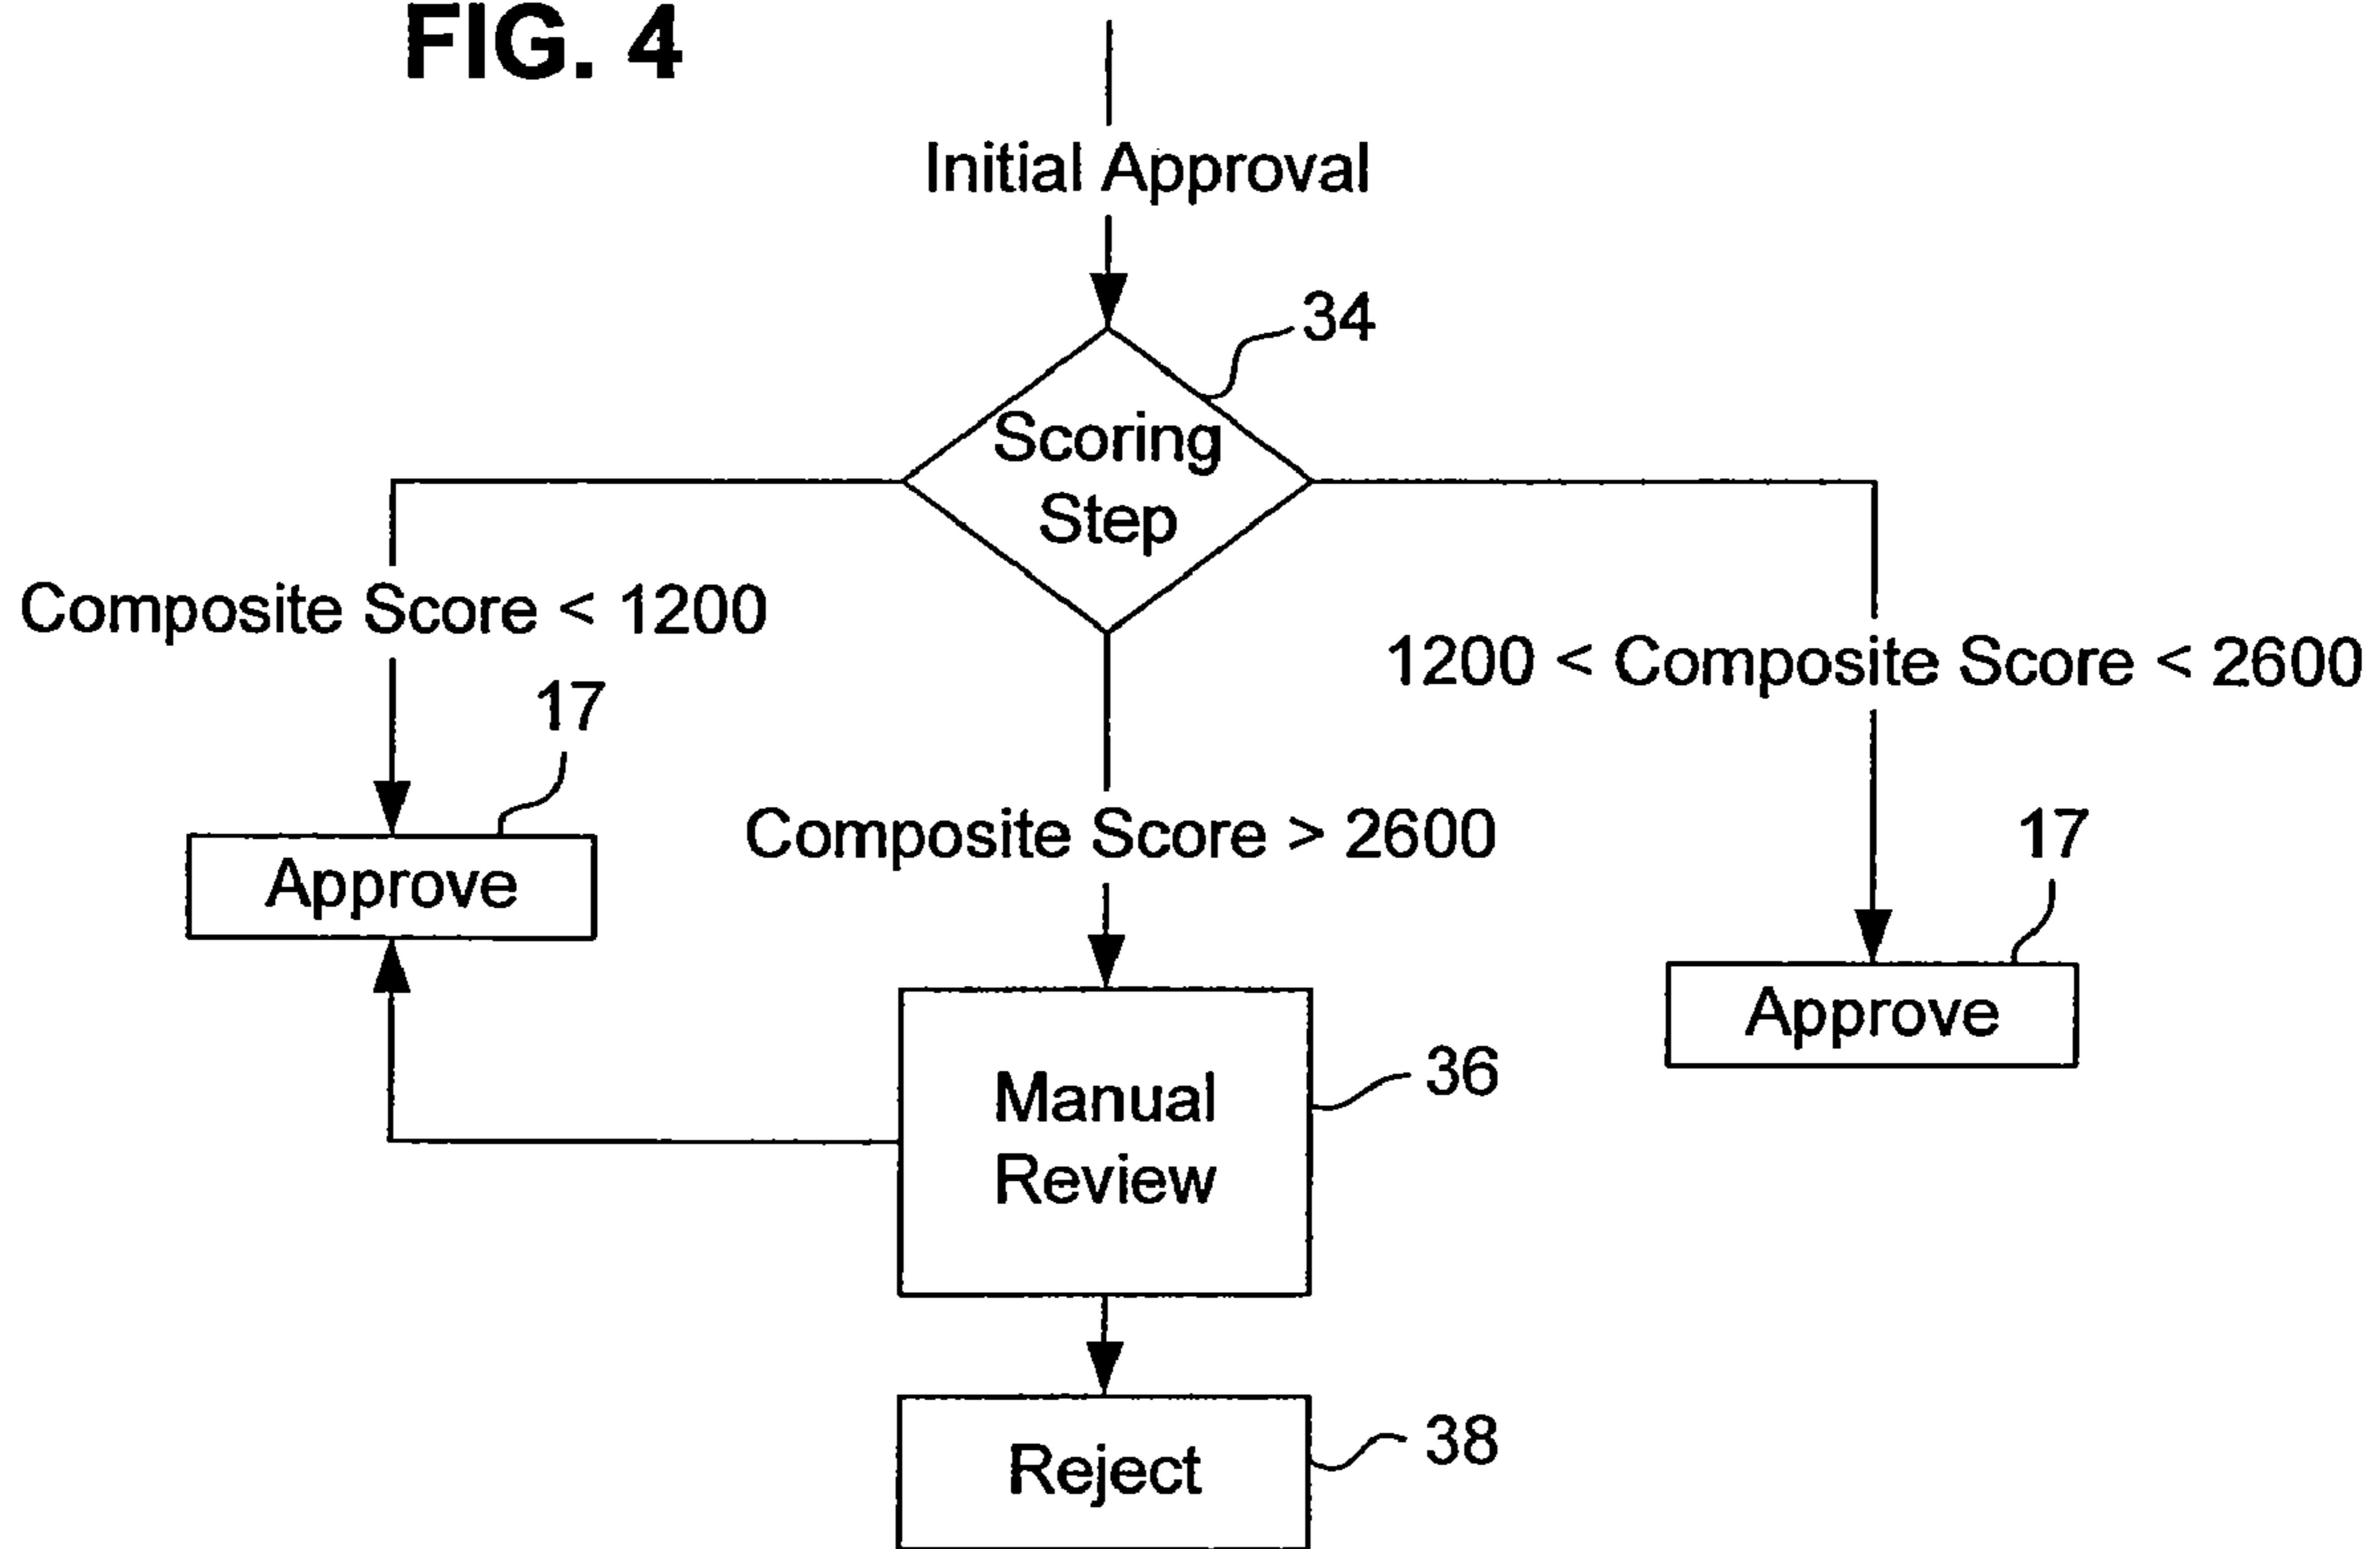 FIG. 4
Initial Approval
34
Scoring
Step
Composite Score < 1200
1200 < Composite Score < 2600
17
Composite Score > 2600
17
Approve
Approve
36
Manual
Review
38
Reject